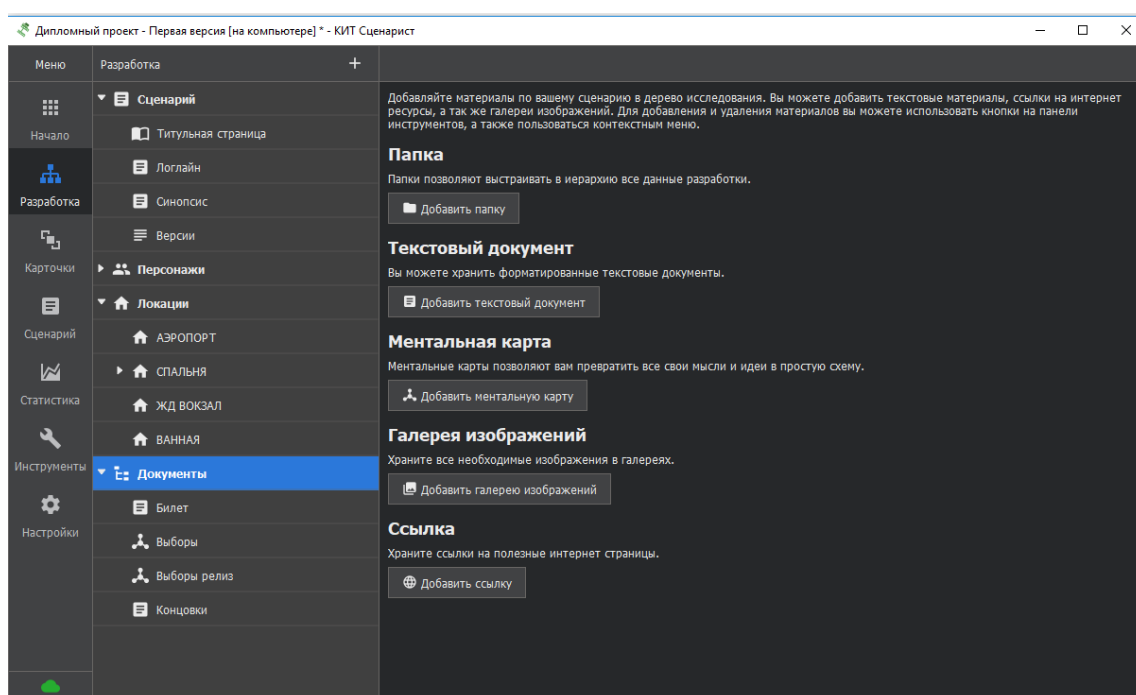 Дипломный проект - Первая версия [на компьютере] * - КИТ Сценарист
Меню
Начало
Разработка
Карточки
Сценарий
Статистика
Инструменты
Настройки
Разработка
Сценарий
Титульная страница
Логлайн
Синопсис
Версии
Персонажи
Локации
АЭРОПОРТ
СПАЛЬНЯ
ЖД ВОКЗАЛ
ВАННАЯ
Документы
Билет
Выборы
Выборы релиз
Концовки
Добавляйте материалы по вашему сценарию в дерево исследования. Вы можете добавить текстовые материалы, ссылки на интернет
ресурсы, а так же галереи изображений. Для добавления и удаления материалов вы можете использовать кнопки на панели
инструментов, а также пользоваться контекстным меню.
Папка
Папки позволяют выстраивать в иерархию все данные разработки.
Добавить папку
Текстовый документ
Вы можете хранить форматированные текстовые документы.
Добавить текстовый документ
Ментальная карта
Ментальные карты позволяют вам превратить все свои мысли и идеи в простую схему.
Добавить ментальную карту
Галерея изображений
Храните все необходимые изображения в галереях.
Добавить галерею изображений
Ссылка
Храните ссылки на полезные интернет страницы.
Добавить ссылку